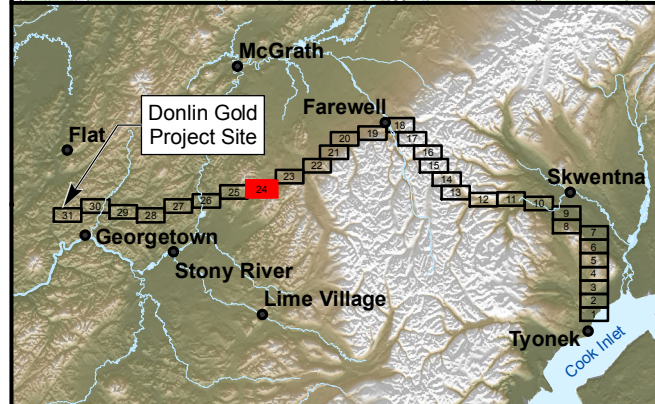 McGrath
Donlin Gold
Project Site
Farewell
Flat
18
19
17
20
16
21
15
22
14
23
13
24
25
12
11
10
26
27
28
29
30
31
Skwentna
9
8
7
6
5
4
3
2
1
Georgetown
Stony River
Lime Village
Tyonek
Cook Inlet